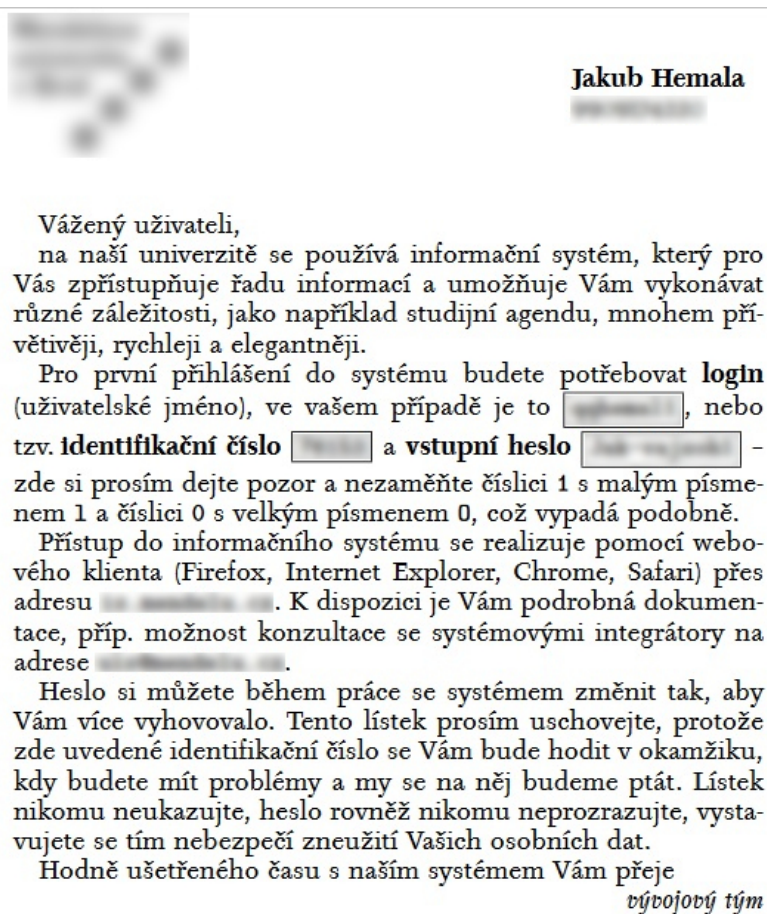 Jakub Hemala
Vážený uživateli,
na naší univerzitě se používá informační systém, který pro
Vás zpřístupňuje řadu informací a umožňuje Vám vykonávat
různé záležitosti, jako například studijní agendu, mnohem pří-
větivěji, rychleji a elegantněji.
Pro první přihlášení do systému budete potřebovat login
(uživatelské jméno), ve vašem případě je to , nebo
tzv. identifikační číslo a vstupní heslo –
zde si prosím dejte pozor a nezaměňte číslici 1 s malým písme-
nem l a číslici 0 s velkým písmenem O, což vypadá podobně.
Přístup do informačního systému se realizuje pomocí webo-
vého klienta (Firefox, Internet Explorer, Chrome, Safari) přes
adresu . K dispozici je Vám podrobná dokumen-
tace, příp. možnost konzultace se systémovými integrátory na
adrese .
Heslo si můžete během práce se systémem změnit tak, aby
Vám více vyhovovalo. Tento lístek prosím uschovejte, protože
zde uvedené identifikační číslo se Vám bude hodit v okamžiku,
kdy budete mít problémy a my se na něj budeme ptát. Lístek
nikomu neukazujte, heslo rovněž nikomu neprozrazujte, vysta-
vujete se tím nebezpečí zneužití Vašich osobních dat.
Hodně ušetřeného času s naším systémem Vám přeje
vývojový tým